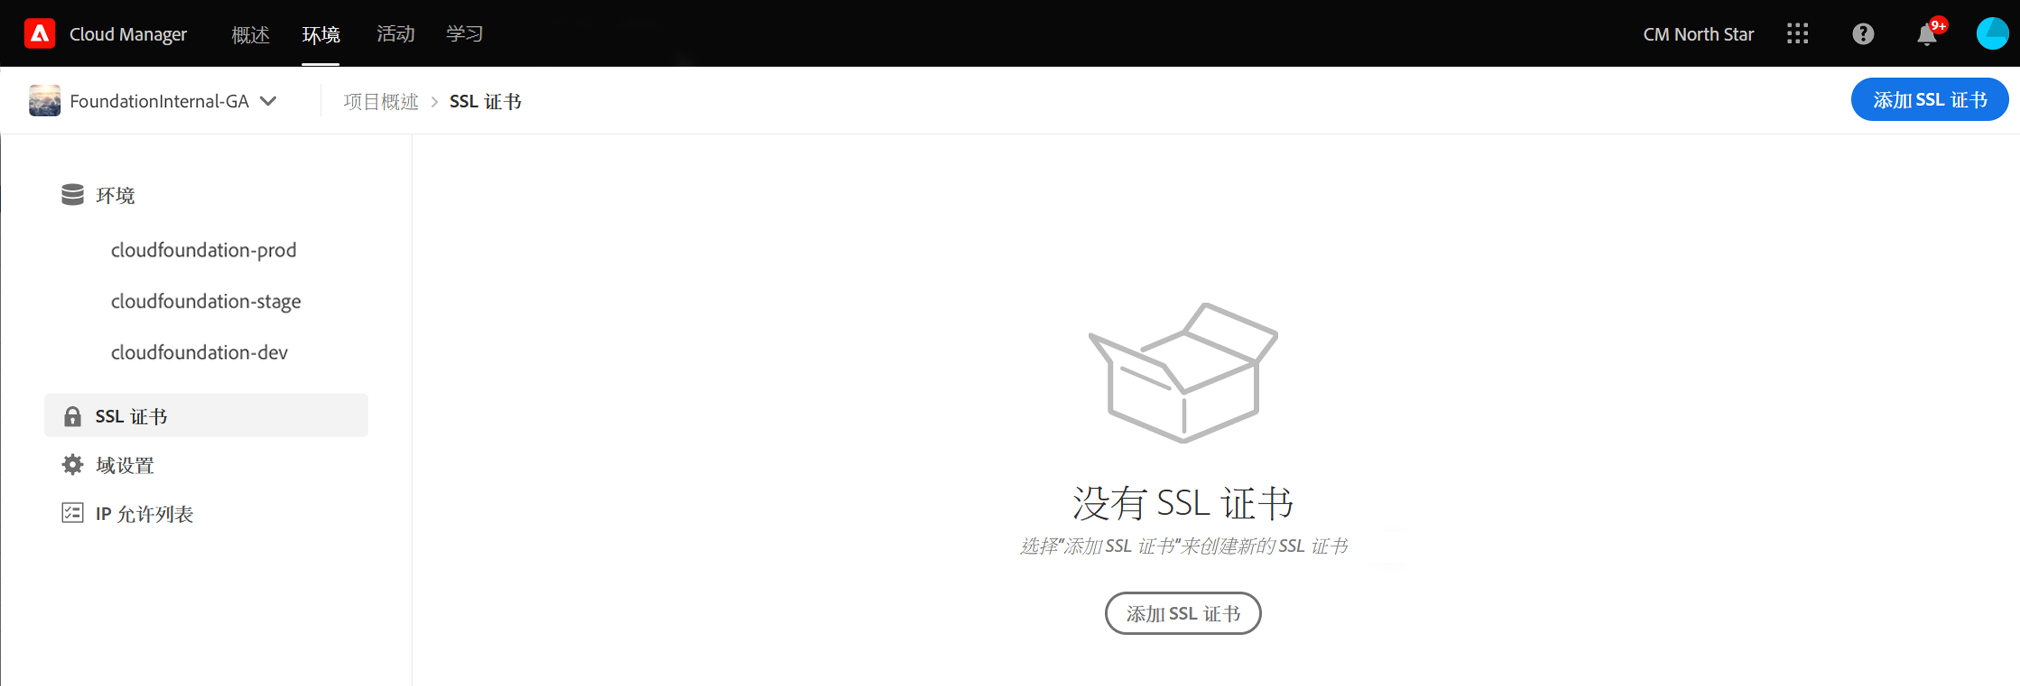 Cloud Manager 概述 环境 活动 学习 CM North Star 9+
FoundationInternal-GA 项目概述 > SSL 证书 添加 SSL 证书
环境
cloudfoundation-prod
cloudfoundation-stage
cloudfoundation-dev
SSL 证书
域设置
IP 允许列表
没有 SSL 证书
选择"添加 SSL 证书"来创建新的 SSL 证书
添加 SSL 证书